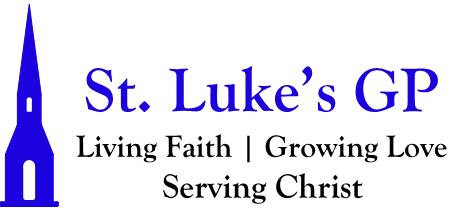 St. Luke's GP
Living Faith | Growing Love
Serving Christ